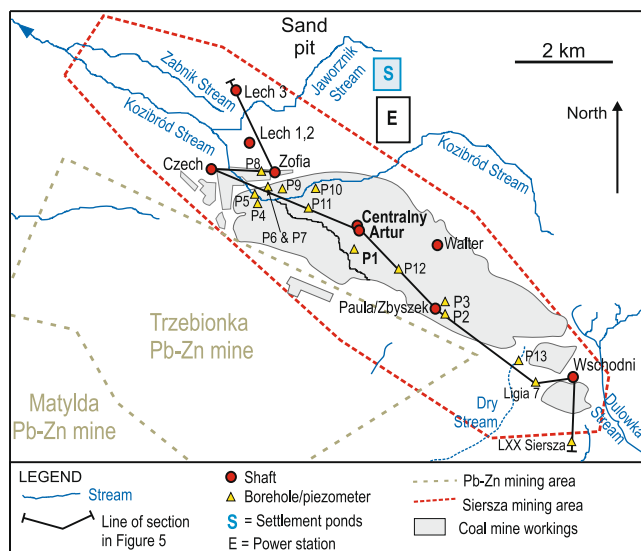 Sand
pit
2 km
S
E
North
Zabnik Stream
Jaworznik
Stream
Lech 3
Kozibród Stream
Lech 1,2
Kozibród Stream
Czech
P8
Zofia
P9
P10
P5
P4
P11
P6 & P7
Centralny
Artur
Walter
P1
P12
Paula/Zbyszek
P3
P2
Trzebionka
Pb-Zn mine
P13
Wschodni
Ligia 7
Matylda
Pb-Zn mine
Dry
Stream
Dulowka
Stream
LXX Siersza
LEGEND
Stream
Line of section
in Figure 5
Shaft
Borehole/piezometer
S = Settlement ponds
E = Power station
Pb-Zn mining area
Siersza mining area
Coal mine workings